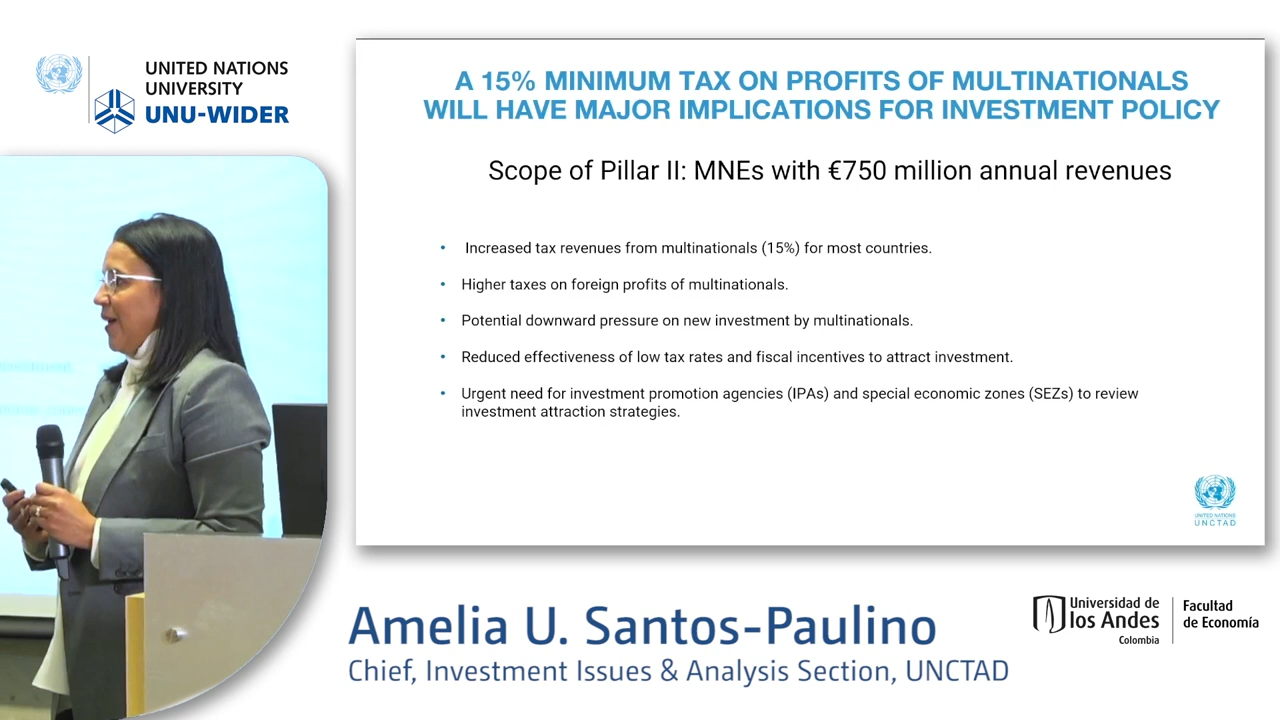 UNITED NATIONS
UNIVERSITY
UNU-WIDER
A 15% MINIMUM TAX ON PROFITS OF MULTINATIONALS
WILL HAVE MAJOR IMPLICATIONS FOR INVESTMENT POLICY
Scope of Pillar II: MNEs with €750 million annual revenues
• Increased tax revenues from multinationals (15%) for most countries.
• Higher taxes on foreign profits of multinationals.
• Potential downward pressure on new investment by multinationals.
• Reduced effectiveness of low tax rates and fiscal incentives to attract investment.
• Urgent need for investment promotion agencies (IPAs) and special economic zones (SEZs) to review
investment attraction strategies.
UNITED NATIONS
UNCTAD
Amelia U. Santos-Paulino
Chief, Investment Issues & Analysis Section, UNCTAD
Universidad de
los Andes
Colombia
Facultad
de Economía